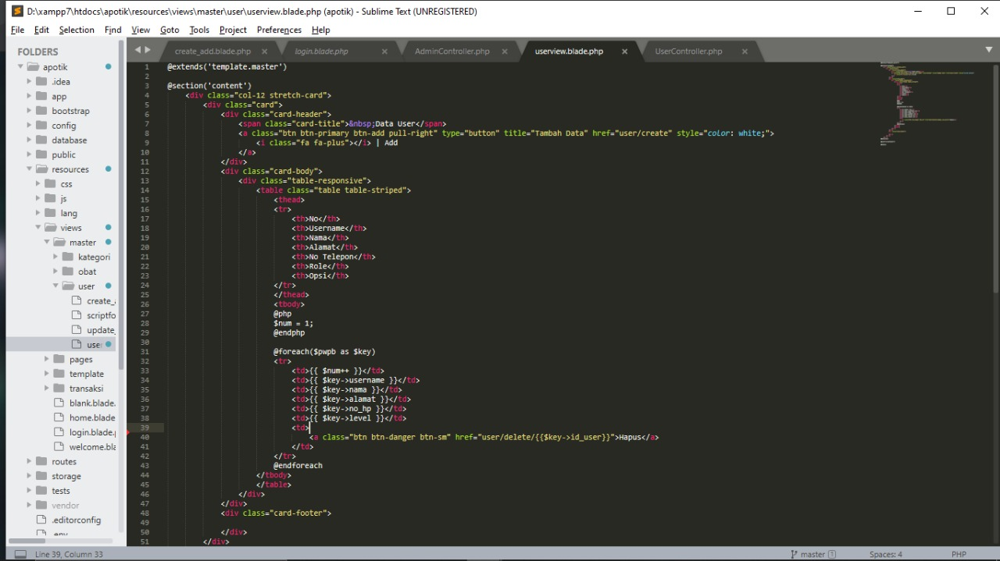 D:\xampp7\htdocs\apotik\resources\views\master\user\userview.blade.php (apotik) - Sublime Text (UNREGISTERED)
File Edit Selection Find View Goto Tools Project Preferences Help
FOLDERS
apotik
.idea
app
bootstrap
config
database
public
resources
css
js
lang
views
master
kategori
obat
user
create_
scriptfo
update_
use
pages
template
transaksi
blank.blade.
home.blade
login.blade.
welcome.bla
routes
storage
tests
vendor
.editorconfig
.env
create_add.blade.php login.blade.php AdminController.php userview.blade.php UserController.php
1 @extends('template.master')
2
3 @section('content')
4 <div class="col-12 stretch-card">
5 <div class="card">
6 <div class="card-header">
7 <span class="card-title">&nbsp;Data User</span>
8 <a class="btn btn-primary btn-add pull-right" type="button" title="Tambah Data" href="user/create" style="color: white;">
9 <i class="fa fa-plus"></i> | Add
10 </a>
11 </div>
12 <div class="card-body">
13 <div class="table-responsive">
14 <table class="table table-striped">
15 <thead>
16 <tr>
17 <th>No</th>
18 <th>Username</th>
19 <th>Nama</th>
20 <th>Alamat</th>
21 <th>No Telepon</th>
22 <th>Role</th>
23 <th>Opsi</th>
24 </tr>
25 </thead>
26 <tbody>
27 @php
28 $num = 1;
29 @endphp
30
31 @foreach($pwpb as $key)
32 <tr>
33 <td>{{ $num++ }}</td>
34 <td>{{ $key->username }}</td>
35 <td>{{ $key->nama }}</td>
36 <td>{{ $key->alamat }}</td>
37 <td>{{ $key->no_hp }}</td>
38 <td>{{ $key->level }}</td>
39 <td>
40 <a class="btn btn-danger btn-sm" href="user/delete/{{$key->id_user}}">Hapus</a>
41 </td>
42 </tr>
43 @endforeach
44 </tbody>
45 </table>
46 </div>
47 </div>
48 <div class="card-footer">
49
50 </div>
51 </div>
Line 39, Column 33 master 1 Spaces: 4 PHP